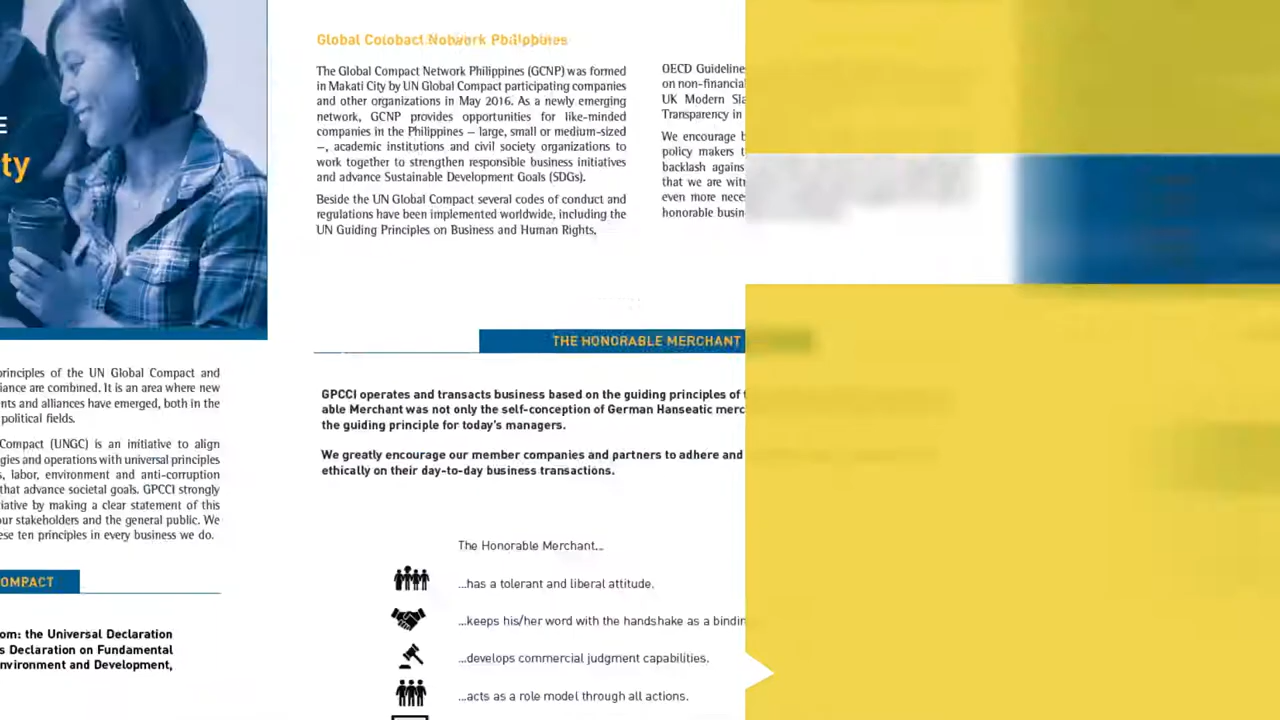 E
ty
principles of the UN Global Compact and
iance are combined. It is an area where new
nts and alliances have emerged, both in the
political fields.
Compact (UNGC) is an initiative to align
gies and operations with universal principles
s, labor, environment and anti-corruption
that advance societal goals. GPCCI strongly
iative by making a clear statement of this
our stakeholders and the general public. We
ese ten principles in every business we do.
OMPACT
om: the Universal Declaration
s Declaration on Fundamental
nvironment and Development,
Global
The Global Compact Network Philippines (GCNP) was formed
in Makati City by UN Global Compact participating companies
and other organizations in May 2016. As a newly emerging
network, GCNP provides opportunities for like-minded
companies in the Philippines – large, small or medium-sized
–, academic institutions and civil society organizations to
work together to strengthen responsible business initiatives
and advance Sustainable Development Goals (SDGs).
Beside the UN Global Compact several codes of conduct and
regulations have been implemented worldwide, including the
UN Guiding Principles on Business and Human Rights,
OECD Guideline
on non-financial
UK Modern Sla
Transparency in
We encourage b
policy makers t
backlash agains
that we are wit
even more nece
honorable busin
THE HONORABLE MERCHANT
GPCCI operates and transacts business based on the guiding principles of t
able Merchant was not only the self-conception of German Hanseatic merc
the guiding principle for today's managers.
We greatly encourage our member companies and partners to adhere and
ethically on their day-to-day business transactions.
The Honorable Merchant...
...has a tolerant and liberal attitude.
...keeps his/her word with the handshake as a bindin
...develops commercial judgment capabilities.
...acts as a role model through all actions.